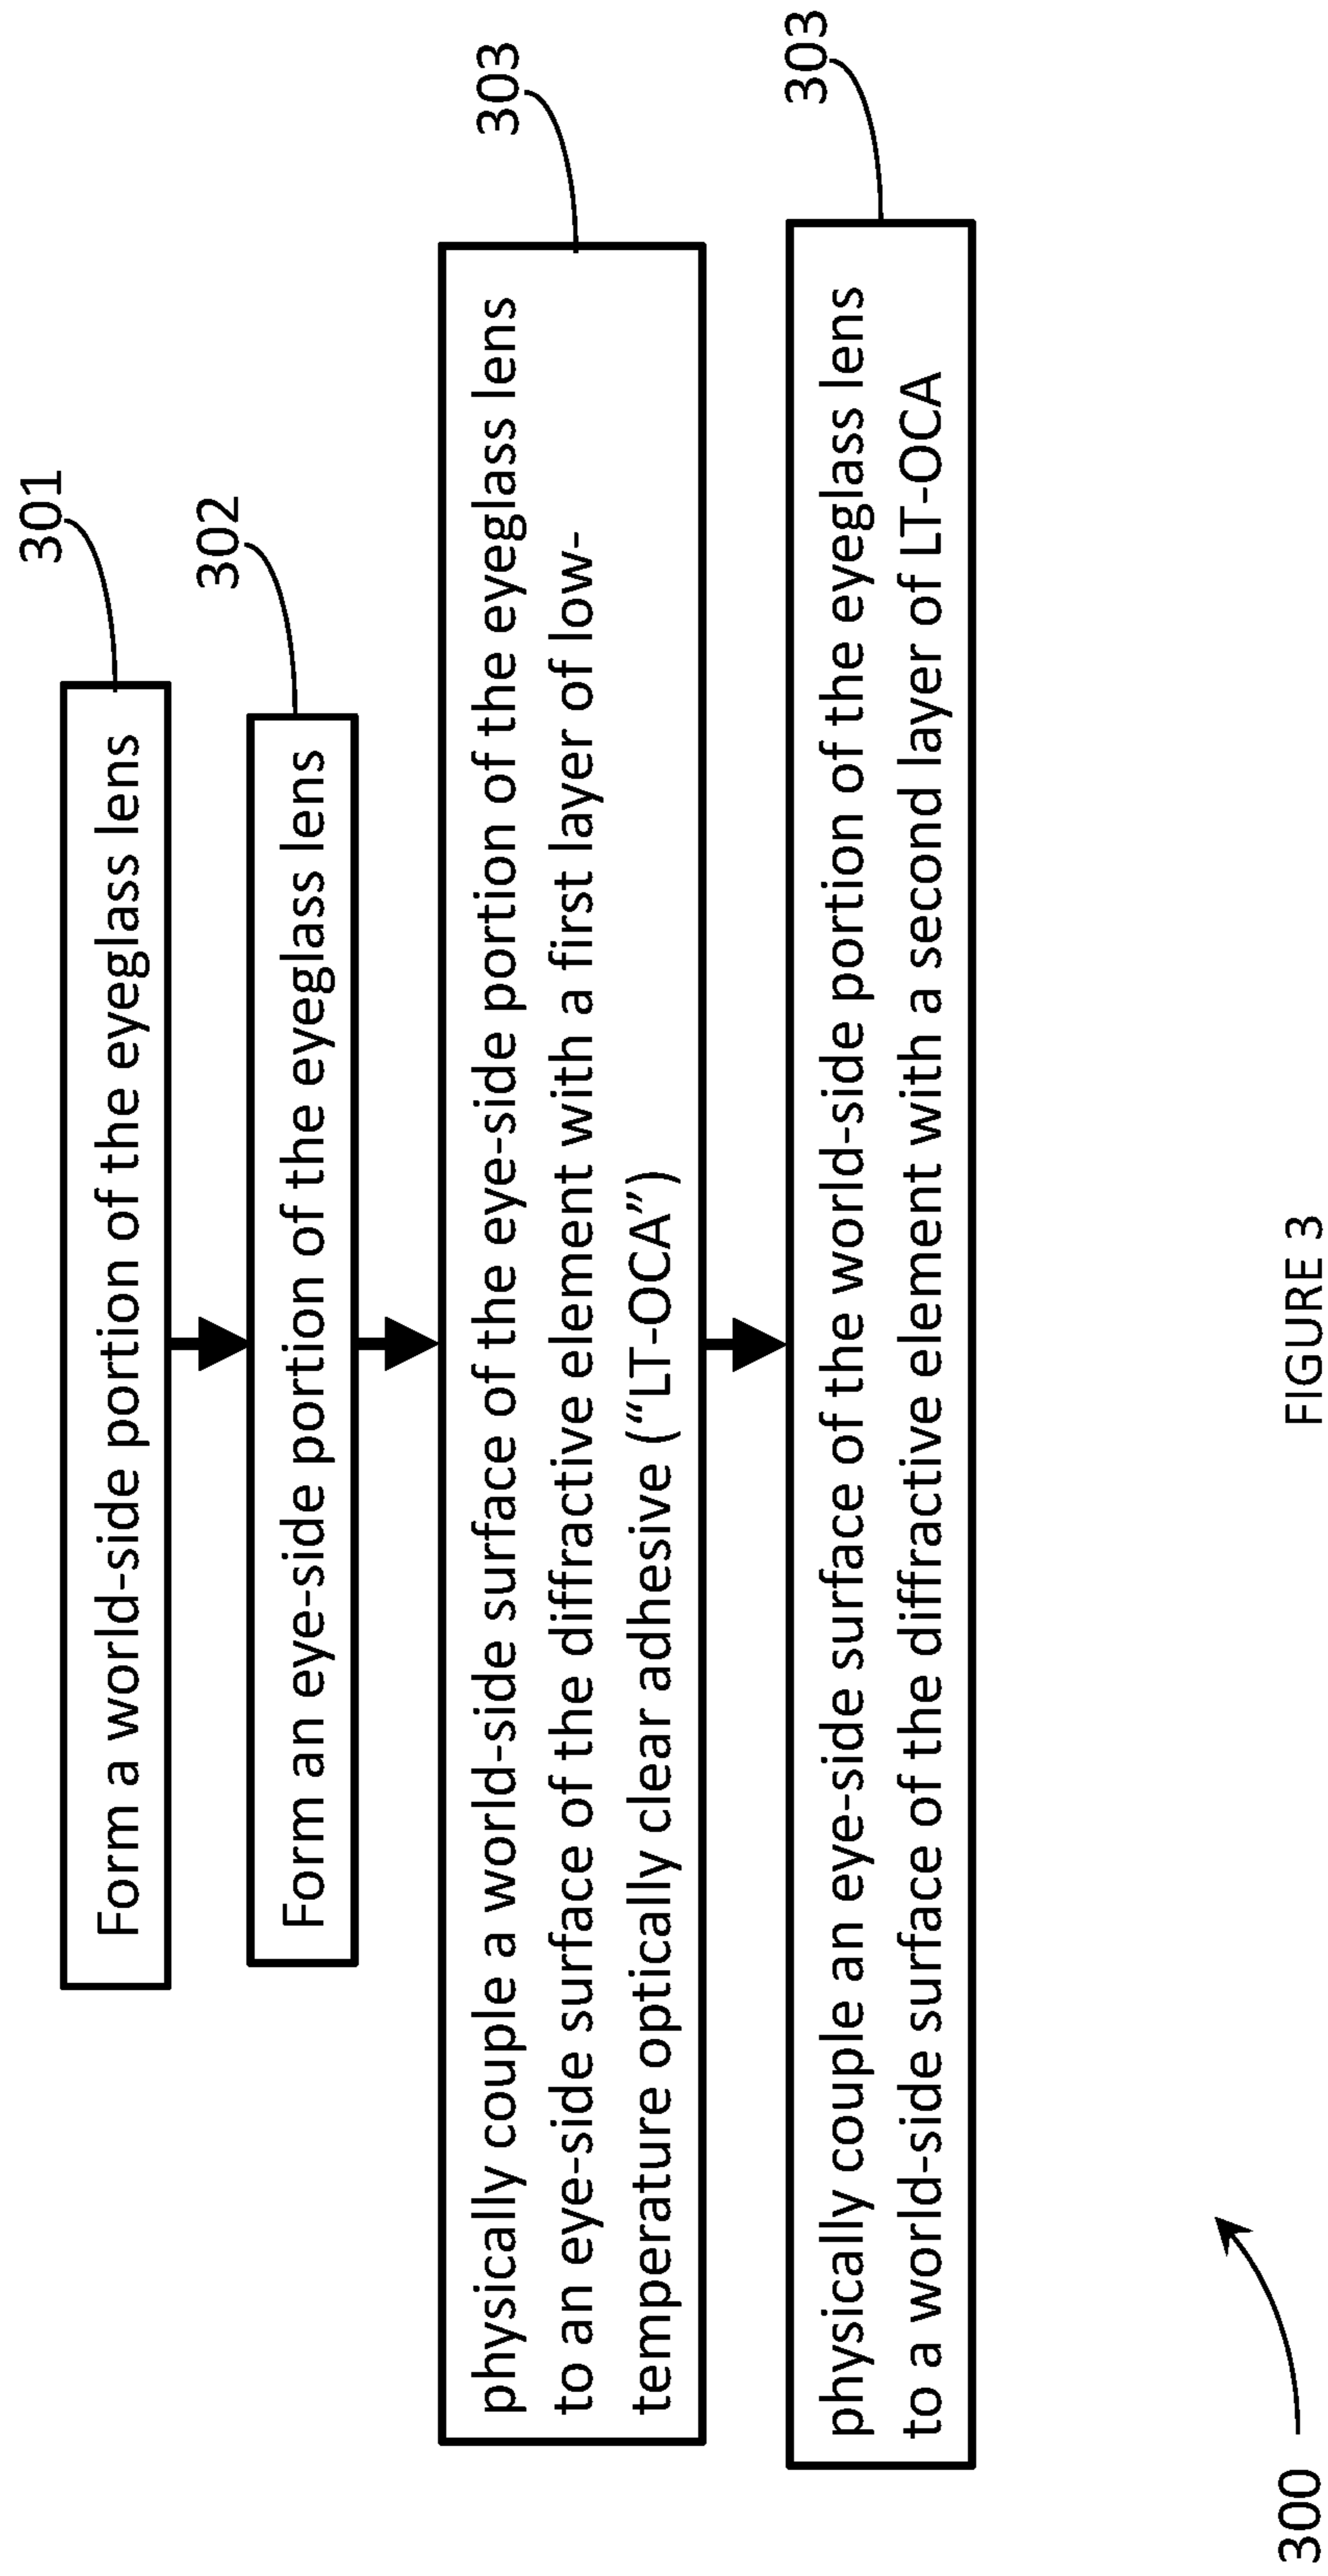 301
Form a world-side portion of the eyeglass lens
302
Form an eye-side portion of the eyeglass lens
303
physically couple a world-side surface of the eye-side portion of the eyeglass lens
to an eye-side surface of the diffractive element with a first layer of low-
temperature optically clear adhesive (“LT-OCA”)
303
physically couple an eye-side surface of the world-side portion of the eyeglass lens
to a world-side surface of the diffractive element with a second layer of LT-OCA
300
FIGURE 3